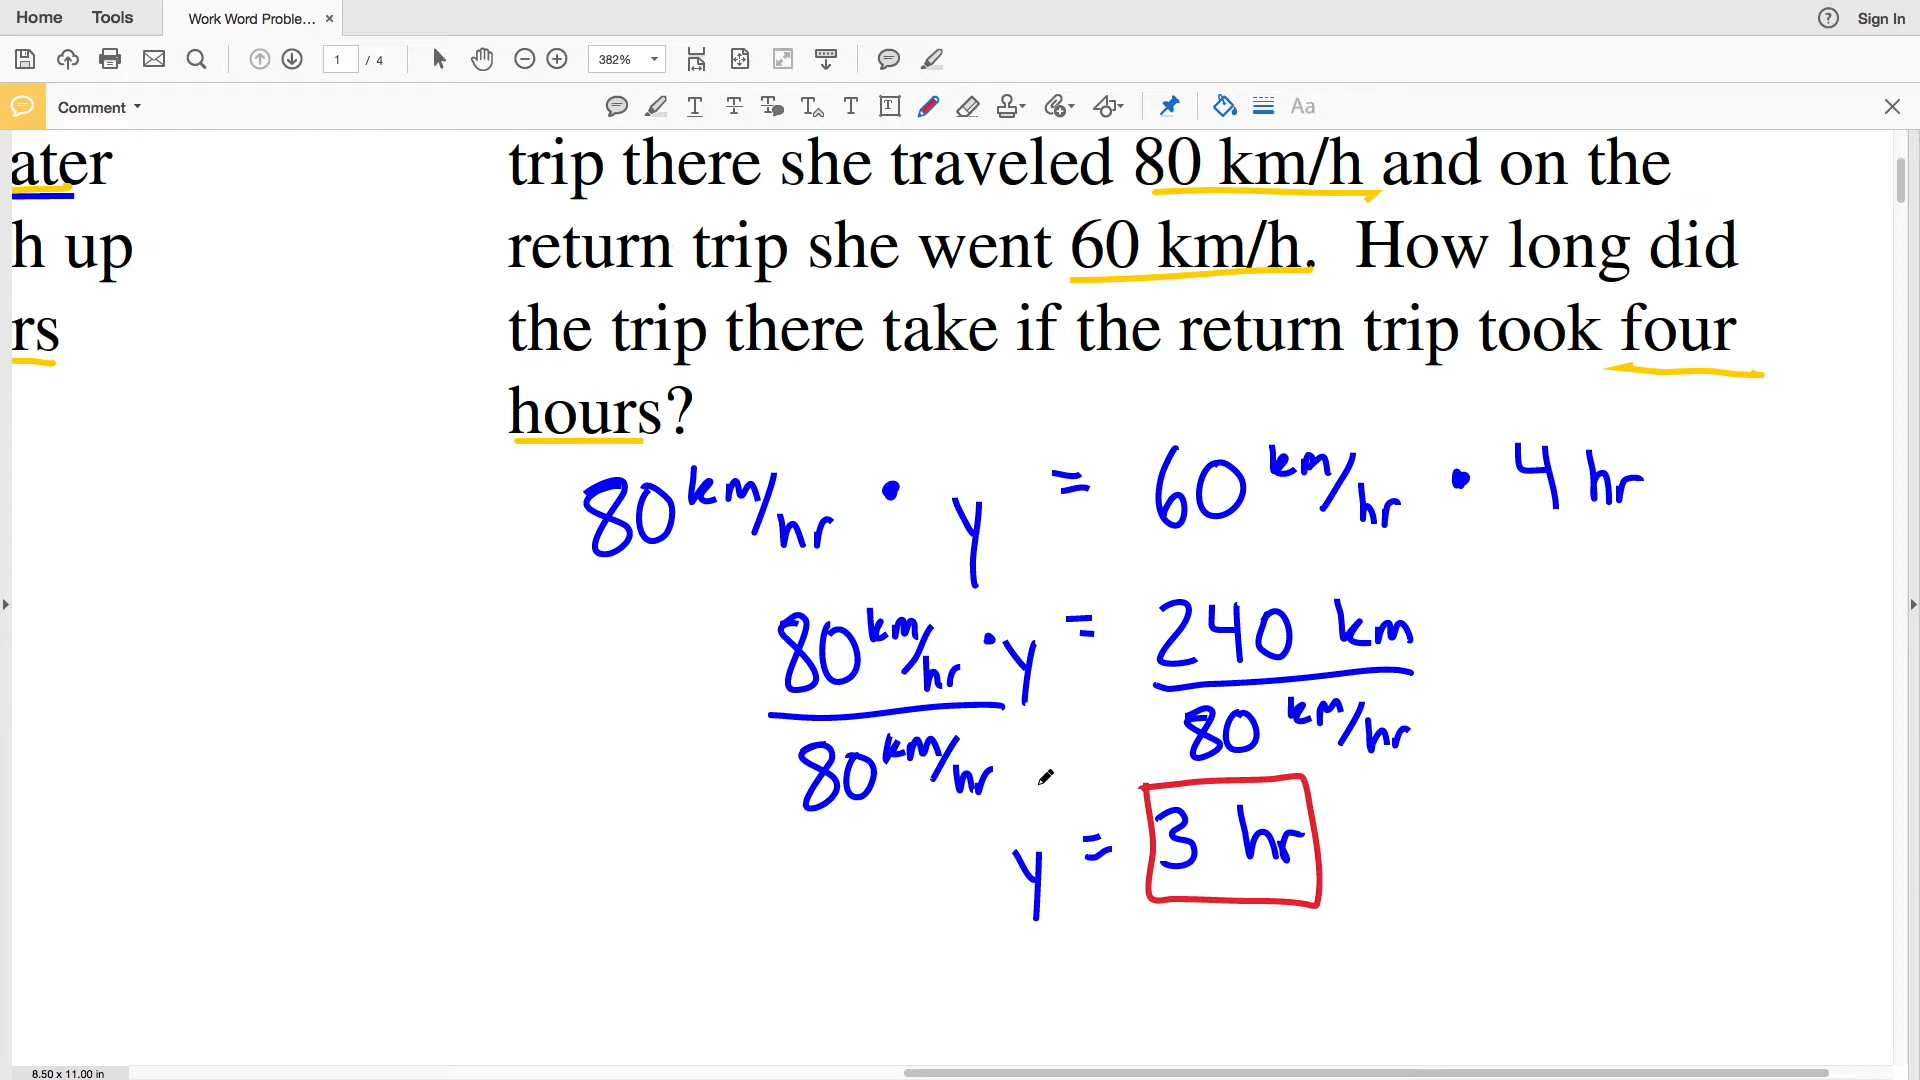 Home Tools Work Word Proble... × ? Sign In
1 / 4 382%
Comment T T T T T T Aa
ater trip there she traveled 80 km/h and on the
h up return trip she went 60 km/h. How long did
rs the trip there take if the return trip took four
hours?
80 km/hr · y = 60 km/hr · 4 hr
80 km/hr · y = 240 km
80 km/hr 80 km/hr
y = 3 hr
8.50 x 11.00 in